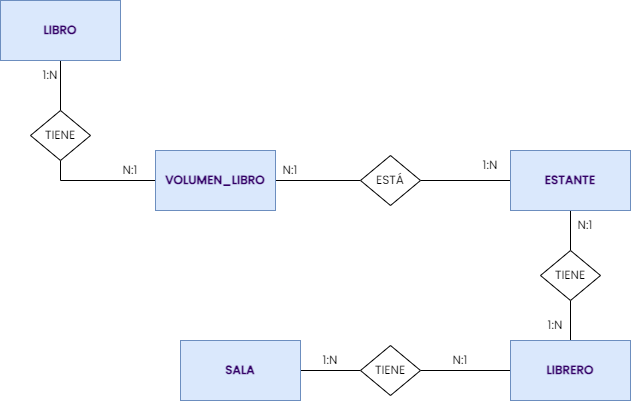 LIBRO
1:N
TIENE
N:1
VOLUMEN_LIBRO
N:1
ESTÁ
1:N
ESTANTE
N:1
TIENE
1:N
SALA
1:N
TIENE
N:1
LIBRERO